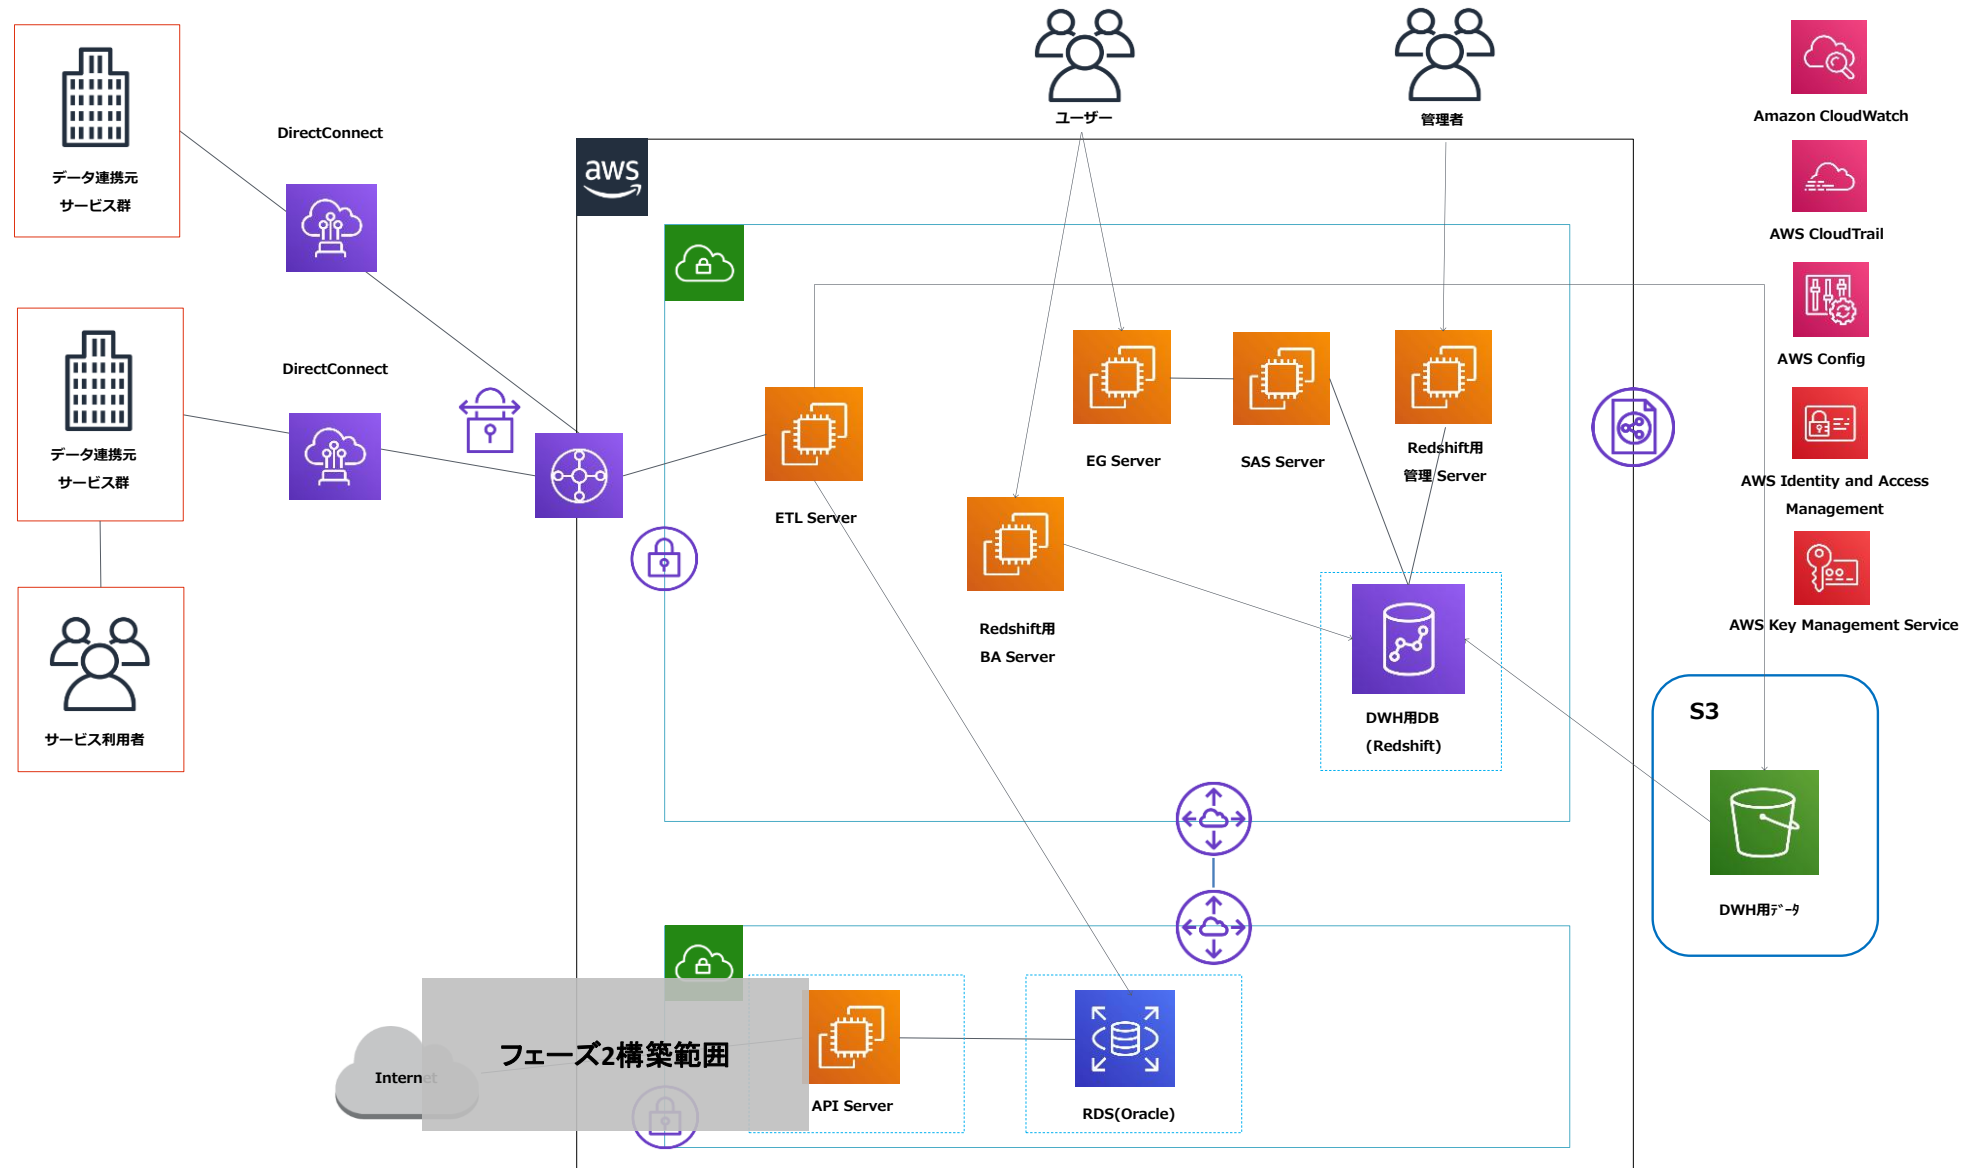 ユーザー
管理者
Amazon CloudWatch
DirectConnect
aws
データ連携元
サービス群
AWS CloudTrail
AWS Config
DirectConnect
データ連携元
サービス群
EG Server
SAS Server
Redshift用
管理 Server
AWS Identity and Access
Management
ETL Server
Redshift用
BA Server
AWS Key Management Service
サービス利用者
DWH用DB
(Redshift)
S3
DWH用ﾃﾞｰﾀ
フェーズ2構築範囲
Internet
API Server
RDS(Oracle)